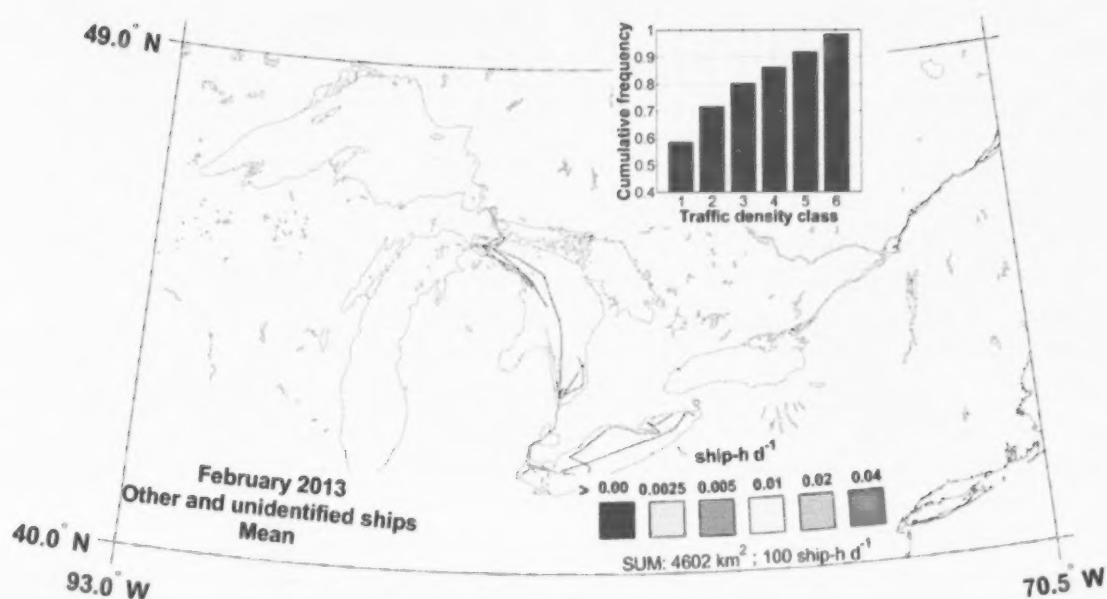 49.0° N
Cumulative frequency
1
0.9
0.8
0.7
0.6
0.5
0.4
1 2 3 4 5 6
Traffic density class
February 2013
Other and unidentified ships
Mean
ship-h d⁻¹
> 0.00 0.0025 0.005 0.01 0.02 0.04
SUM: 4602 km² ; 100 ship-h d⁻¹
40.0° N
93.0° W
70.5° W